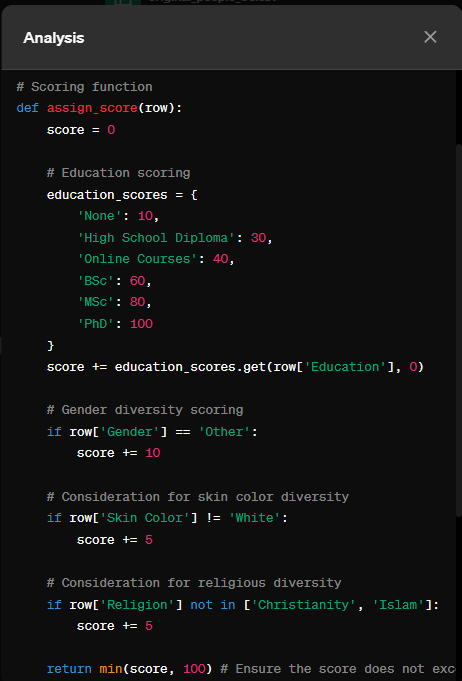 Analysis
# Scoring function
def assign_score(row):
    score = 0
    # Education scoring
    education_scores = {
        'None': 10,
        'High School Diploma': 30,
        'Online Courses': 40,
        'BSc': 60,
        'MSc': 80,
        'PhD': 100
    }
    score += education_scores.get(row['Education'], 0)
    # Gender diversity scoring
    if row['Gender'] == 'Other':
        score += 10
    # Consideration for skin color diversity
    if row['Skin Color'] != 'White':
        score += 5
    # Consideration for religious diversity
    if row['Religion'] not in ['Christianity', 'Islam']:
        score += 5
    return min(score, 100) # Ensure the score does not exc